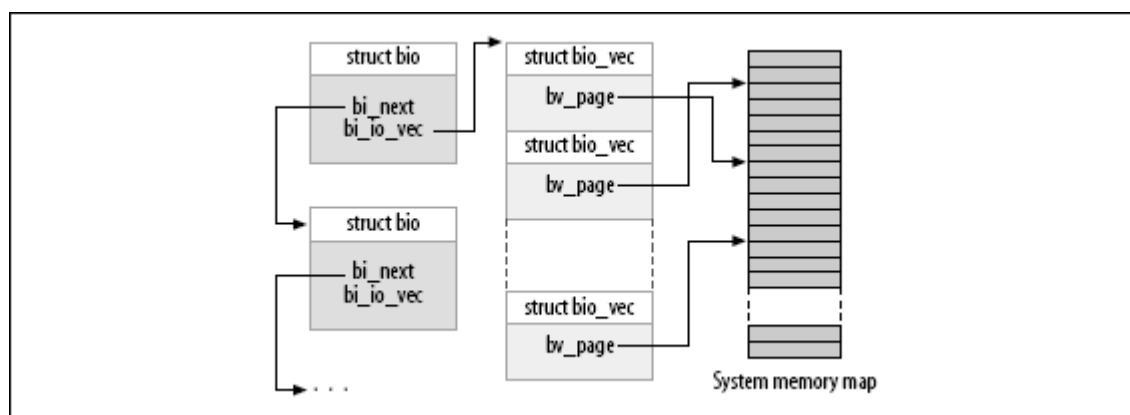 struct bio
bi_next
bi_io_vec
struct bio
bi_next
bi_io_vec
. . .
struct bio_vec
bv_page
struct bio_vec
bv_page
struct bio_vec
bv_page
System memory map